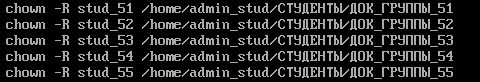 chown -R stud_51 /home/admin_stud/СТУДЕНТЫ/ДОК_ГРУППЫ_51
chown -R stud_52 /home/admin_stud/СТУДЕНТЫ/ДОК_ГРУППЫ_52
chown -R stud_53 /home/admin_stud/СТУДЕНТЫ/ДОК_ГРУППЫ_53
chown -R stud_54 /home/admin_stud/СТУДЕНТЫ/ДОК_ГРУППЫ_54
chown -R stud_55 /home/admin_stud/СТУДЕНТЫ/ДОК_ГРУППЫ_55